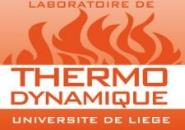 LABORATOIRE DE
THERMO
DYNAMIQUE
UNIVERSITE DE LIEGE